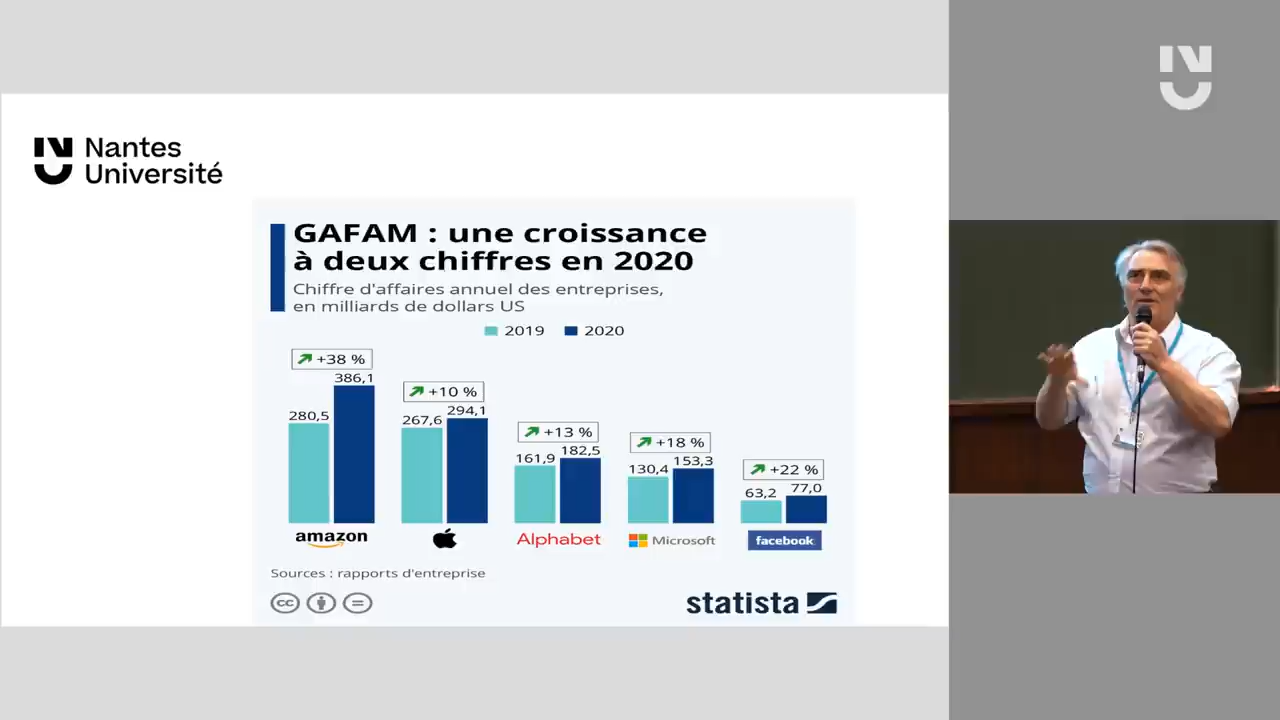 Nantes
Université
GAFAM : une croissance
à deux chiffres en 2020
Chiffre d'affaires annuel des entreprises,
en milliards de dollars US
2019 2020
+38 %
280,5 386,1
+10 %
267,6 294,1
+13 %
161,9 182,5
+18 %
130,4 153,3
+22 %
63,2 77,0
amazon
Alphabet
Microsoft
facebook
Sources : rapports d'entreprise
cc
statista